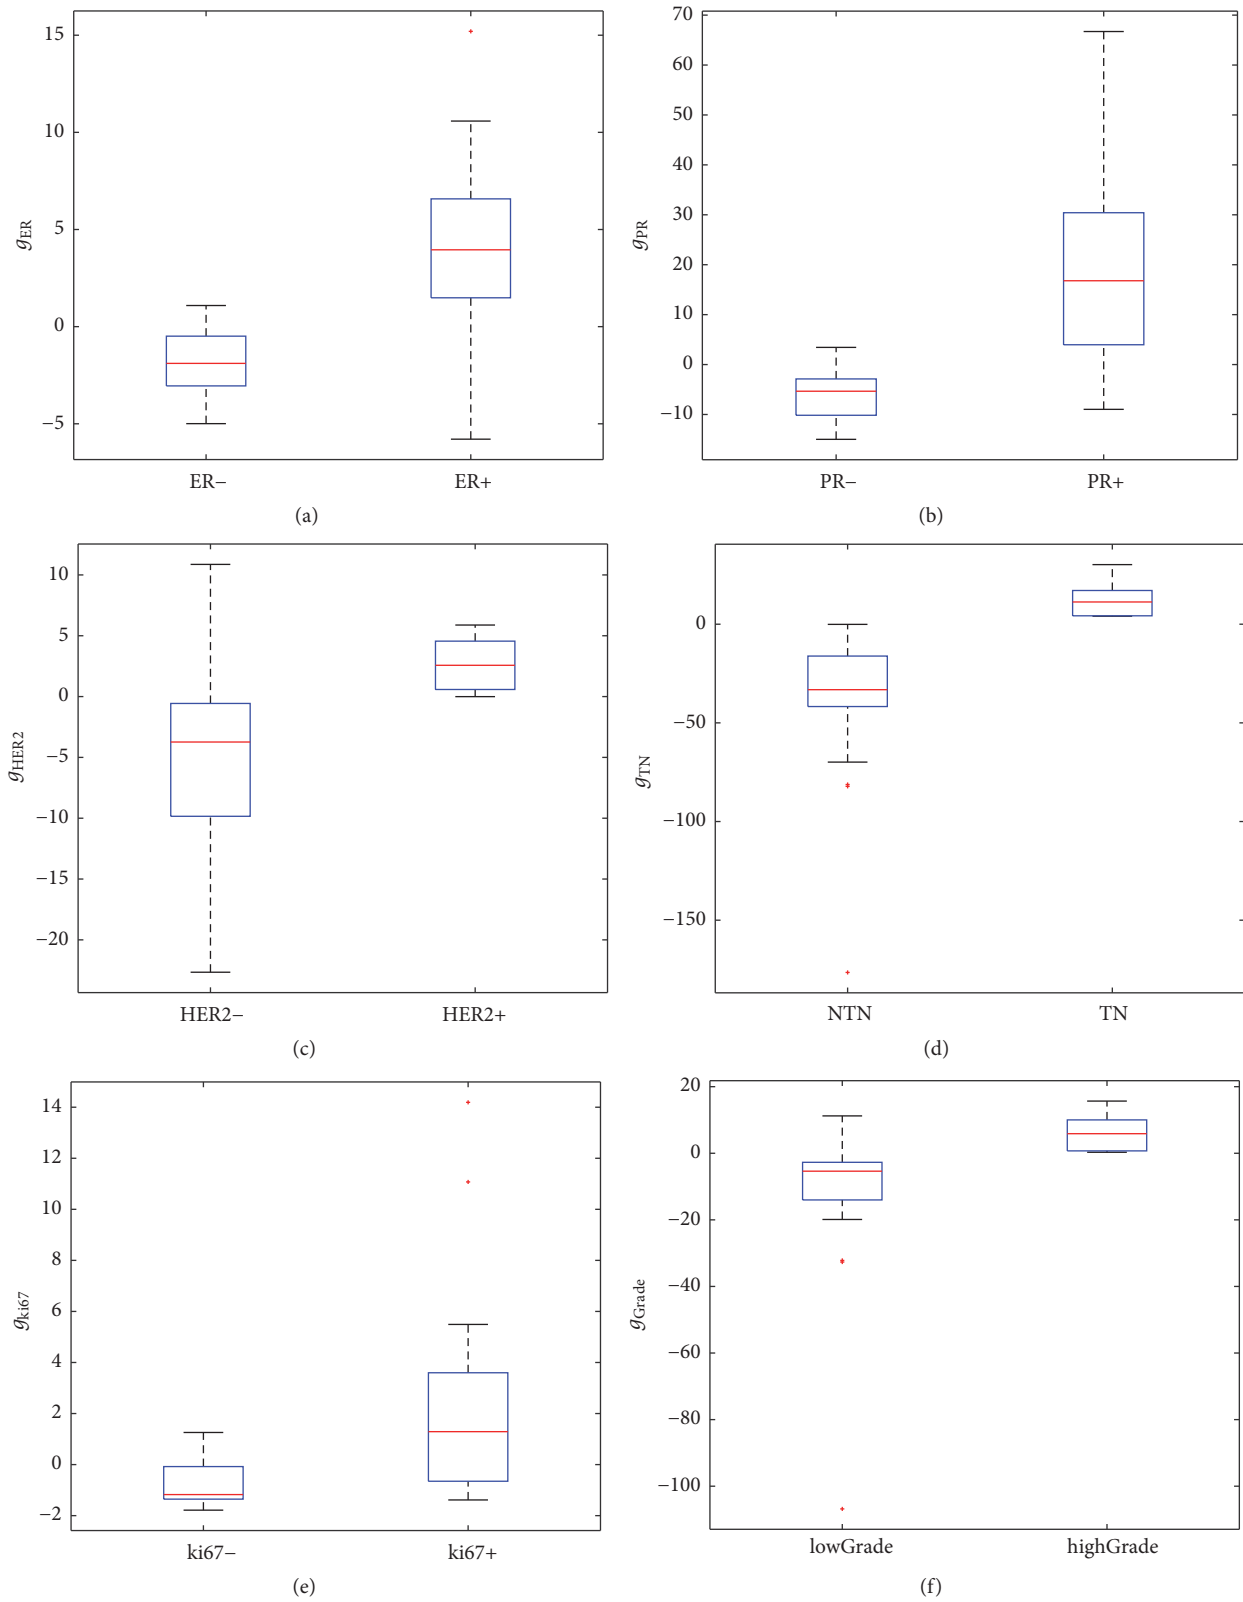 15
10
5
0
−5
g_ER
ER−
ER+
(a)
70
60
50
40
30
20
10
0
−10
g_PR
PR−
PR+
(b)
10
5
0
−5
−10
−15
−20
g_HER2
HER2−
HER2+
(c)
0
−50
−100
−150
g_TN
NTN
TN
(d)
14
12
10
8
6
4
2
0
−2
g_ki67
ki67−
ki67+
(e)
20
0
−20
−40
−60
−80
−100
g_Grade
lowGrade
highGrade
(f)